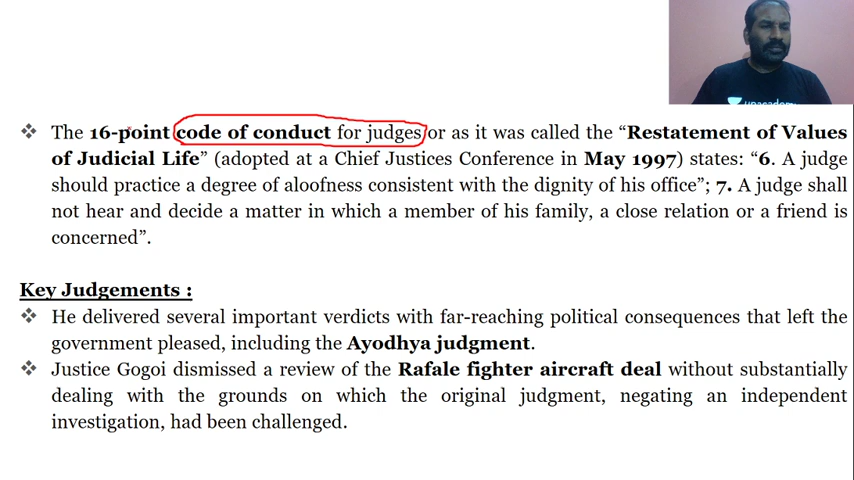 unacademy
❖ The 16-point code of conduct for judges or as it was called the “Restatement of Values
of Judicial Life” (adopted at a Chief Justices Conference in May 1997) states: “6. A judge
should practice a degree of aloofness consistent with the dignity of his office”; 7. A judge shall
not hear and decide a matter in which a member of his family, a close relation or a friend is
concerned”.
Key Judgements :
❖ He delivered several important verdicts with far-reaching political consequences that left the
government pleased, including the Ayodhya judgment.
❖ Justice Gogoi dismissed a review of the Rafale fighter aircraft deal without substantially
dealing with the grounds on which the original judgment, negating an independent
investigation, had been challenged.